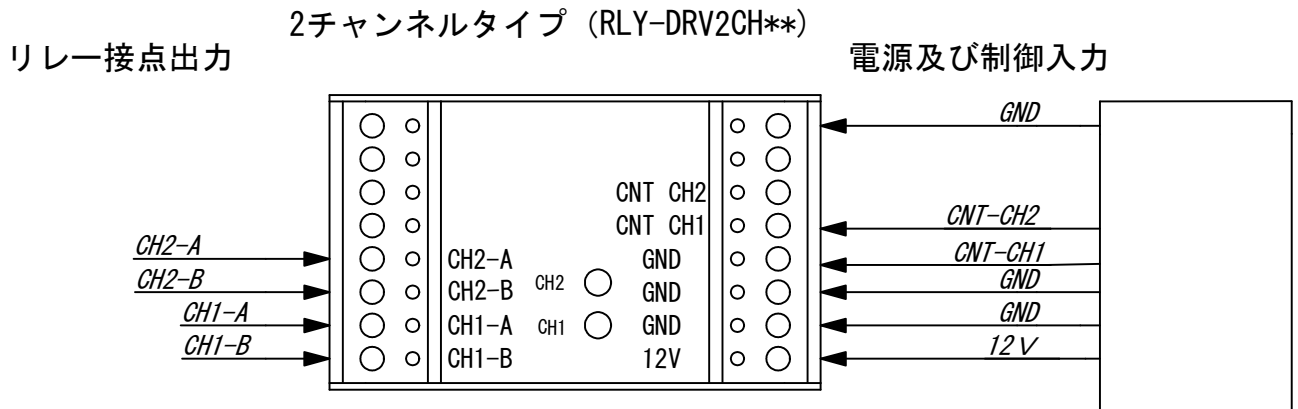 2チャンネルタイプ (RLY-DRV2CH**)
リレー接点出力
電源及び制御入力
GND
CNT CH2
CNT CH1
CNT-CH2
CH2-A
CH2-A
GND
CNT-CH1
CH2-B
CH2-B
CH2
GND
GND
CH1-A
CH1-A
CH1
GND
GND
CH1-B
CH1-B
12V
12V